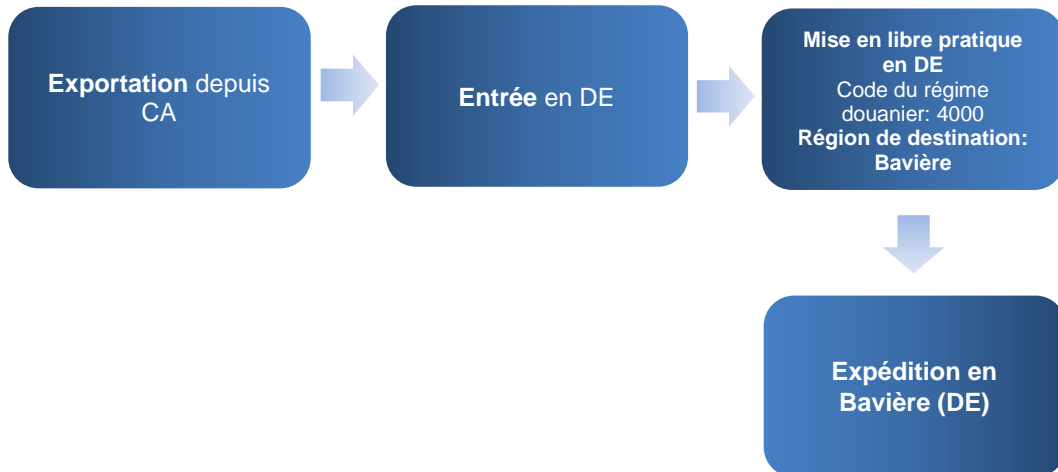 Exportation depuis
CA
Entrée en DE
Mise en libre pratique
en DE
Code du régime
douanier: 4000
Région de destination:
Bavière
Expédition en
Bavière (DE)